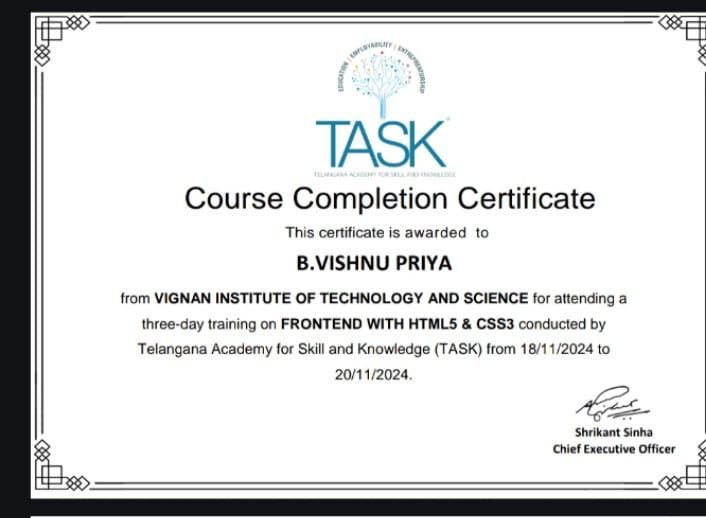 EDUCATION | EMPLOYABILITY | ENTREPRENEURSHIP
TASK
TELANGANA ACADEMY FOR SKILL AND KNOWLEDGE
Course Completion Certificate
This certificate is awarded to
B.VISHNU PRIYA
from VIGNAN INSTITUTE OF TECHNOLOGY AND SCIENCE for attending a
three-day training on FRONTEND WITH HTML5 & CSS3 conducted by
Telangana Academy for Skill and Knowledge (TASK) from 18/11/2024 to
20/11/2024.
Shrikant Sinha
Chief Executive Officer